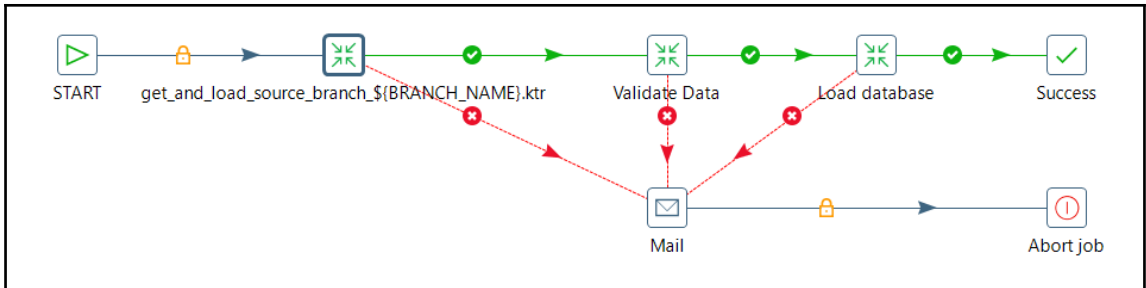 START
get_and_load_source_branch_${BRANCH_NAME}.ktr
Validate Data
Load database
Success
Mail
Abort job